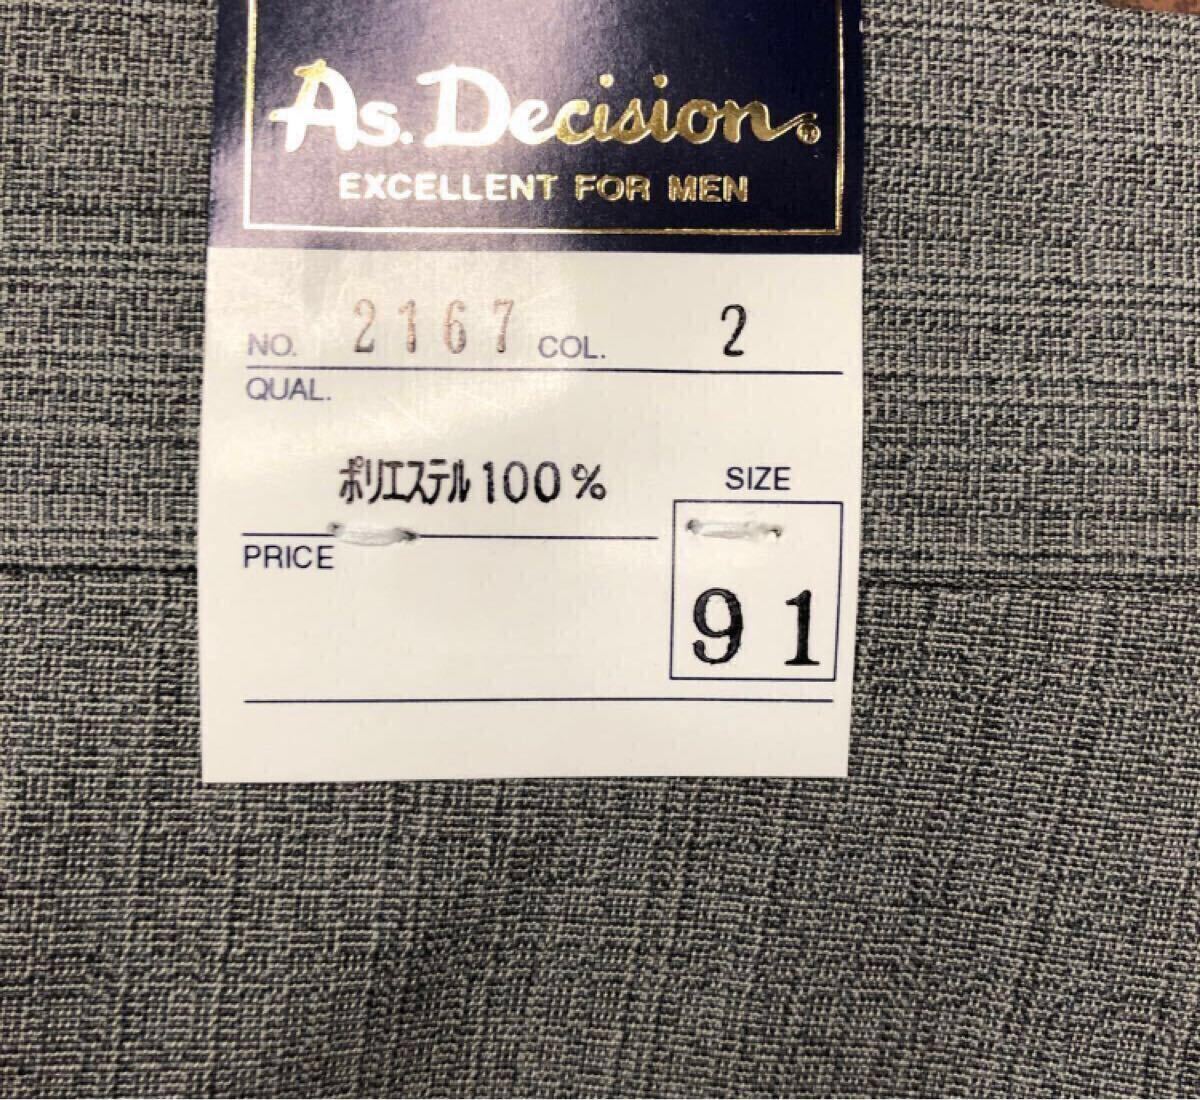 As. Decision®
EXCELLENT FOR MEN
NO. 2167 COL. 2
QUAL.
ポリエステル100%
SIZE
PRICE
91